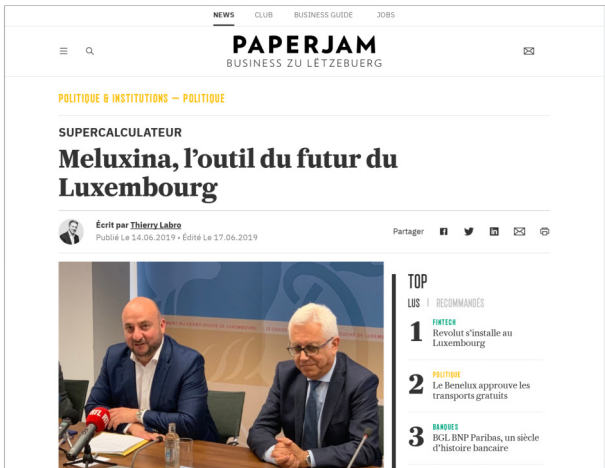 NEWS CLUB BUSINESS GUIDE JOBS
PAPERJAM
BUSINESS ZU LËTZEBUERG
POLITIQUE & INSTITUTIONS — POLITIQUE
SUPERCALCULATEUR
Meluxina, l'outil du futur du
Luxembourg
Écrit par Thierry Labro
Publié Le 14.06.2019 • Édité Le 17.06.2019
Partager
TOP
LUS | RECOMMANDÉS
1 FINTECH
Revolut s'installe au
Luxembourg
2 POLITIQUE
Le Benelux approuve les
transports gratuits
3 BANQUES
BGL BNP Paribas, un siècle
d'histoire bancaire
RTL